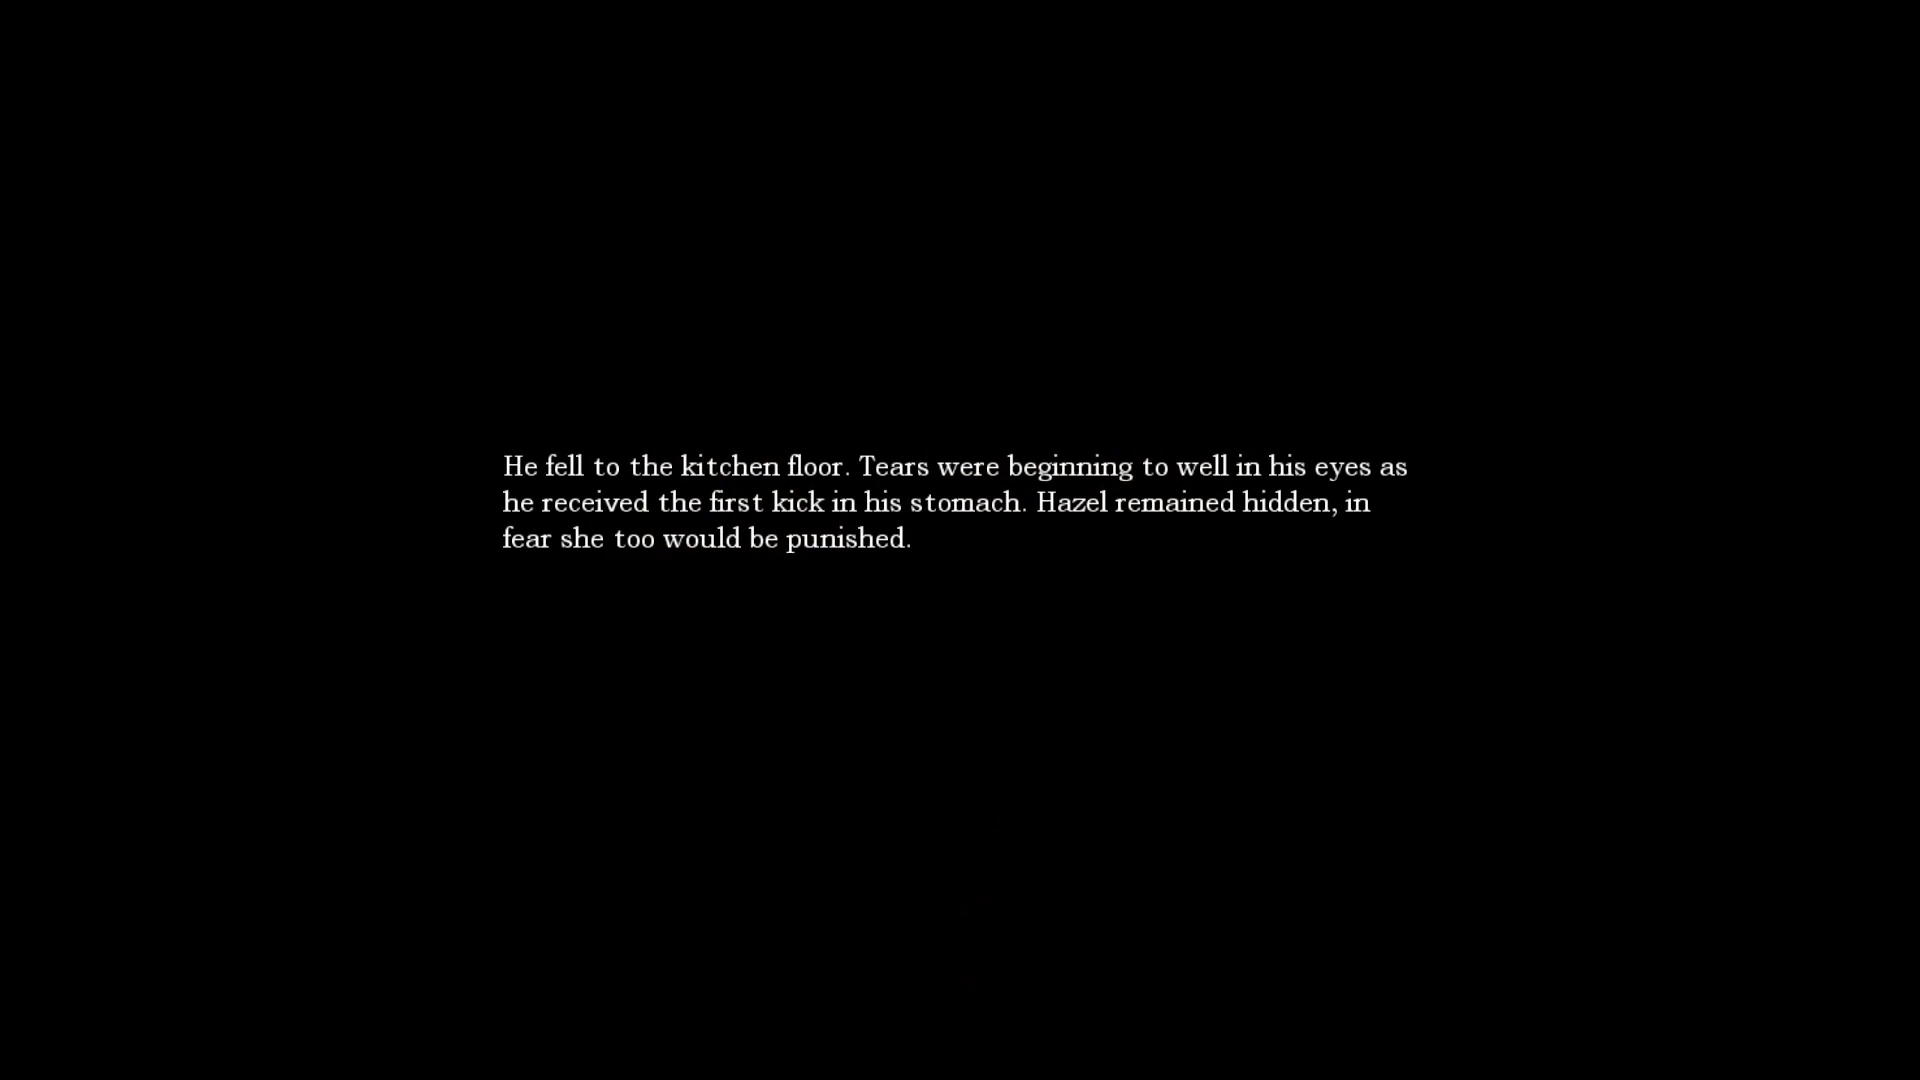 He fell to the kitchen floor. Tears were beginning to well in his eyes as
he received the first kick in his stomach. Hazel remained hidden, in
fear she too would be punished.